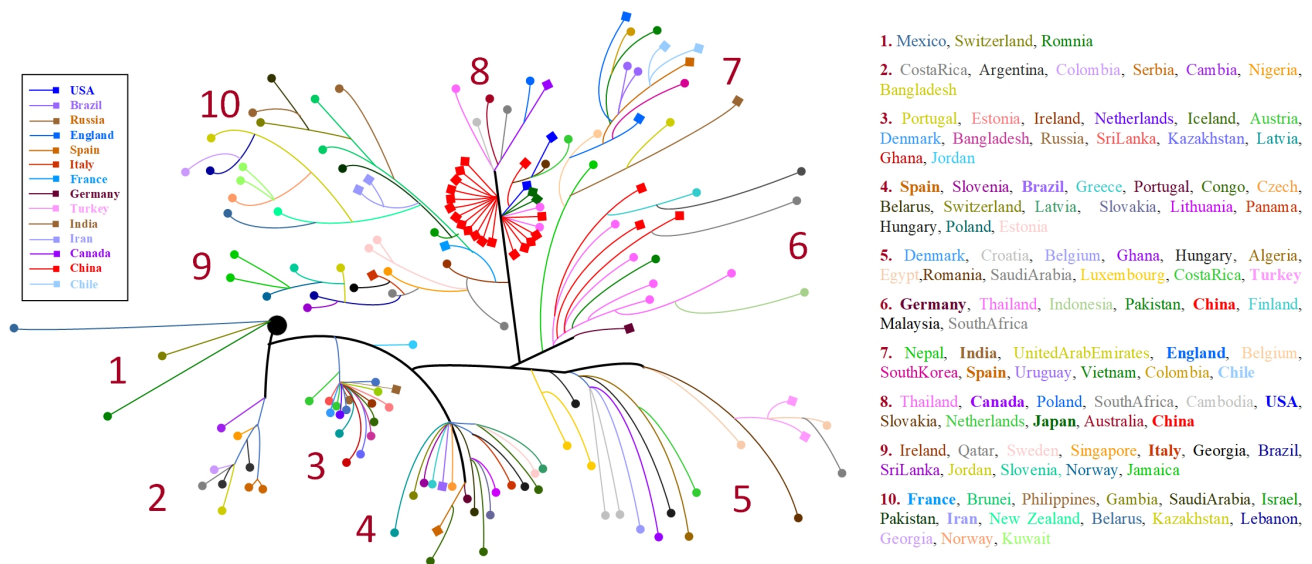 USA
Brazil
Russia
England
Spain
Italy
France
Germany
Turkey
India
Iran
Canada
China
Chile
10
9
8
7
6
1
2
3
4
5
1. Mexico, Switzerland, Romnia
2. CostaRica, Argentina, Colombia, Serbia, Cambia, Nigeria,
Bangladesh
3. Portugal, Estonia, Ireland, Netherlands, Iceland, Austria,
Denmark, Bangladesh, Russia, SriLanka, Kazakhstan, Latvia,
Ghana, Jordan
4. Spain, Slovenia, Brazil, Greece, Portugal, Congo, Czech,
Belarus, Switzerland, Latvia, Slovakia, Lithuania, Panama,
Hungary, Poland, Estonia
5. Denmark, Croatia, Belgium, Ghana, Hungary, Algeria,
Egypt,Romania, SaudiArabia, Luxembourg, CostaRica, Turkey
6. Germany, Thailand, Indonesia, Pakistan, China, Finland,
Malaysia, SouthAfrica
7. Nepal, India, UnitedArabEmirates, England, Belgium,
SouthKorea, Spain, Uruguay, Vietnam, Colombia, Chile
8. Thailand, Canada, Poland, SouthAfrica, Cambodia, USA,
Slovakia, Netherlands, Japan, Australia, China
9. Ireland, Qatar, Sweden, Singapore, Italy, Georgia, Brazil,
SriLanka, Jordan, Slovenia, Norway, Jamaica
10. France, Brunei, Philippines, Gambia, SaudiArabia, Israel,
Pakistan, Iran, New Zealand, Belarus, Kazakhstan, Lebanon,
Georgia, Norway, Kuwait